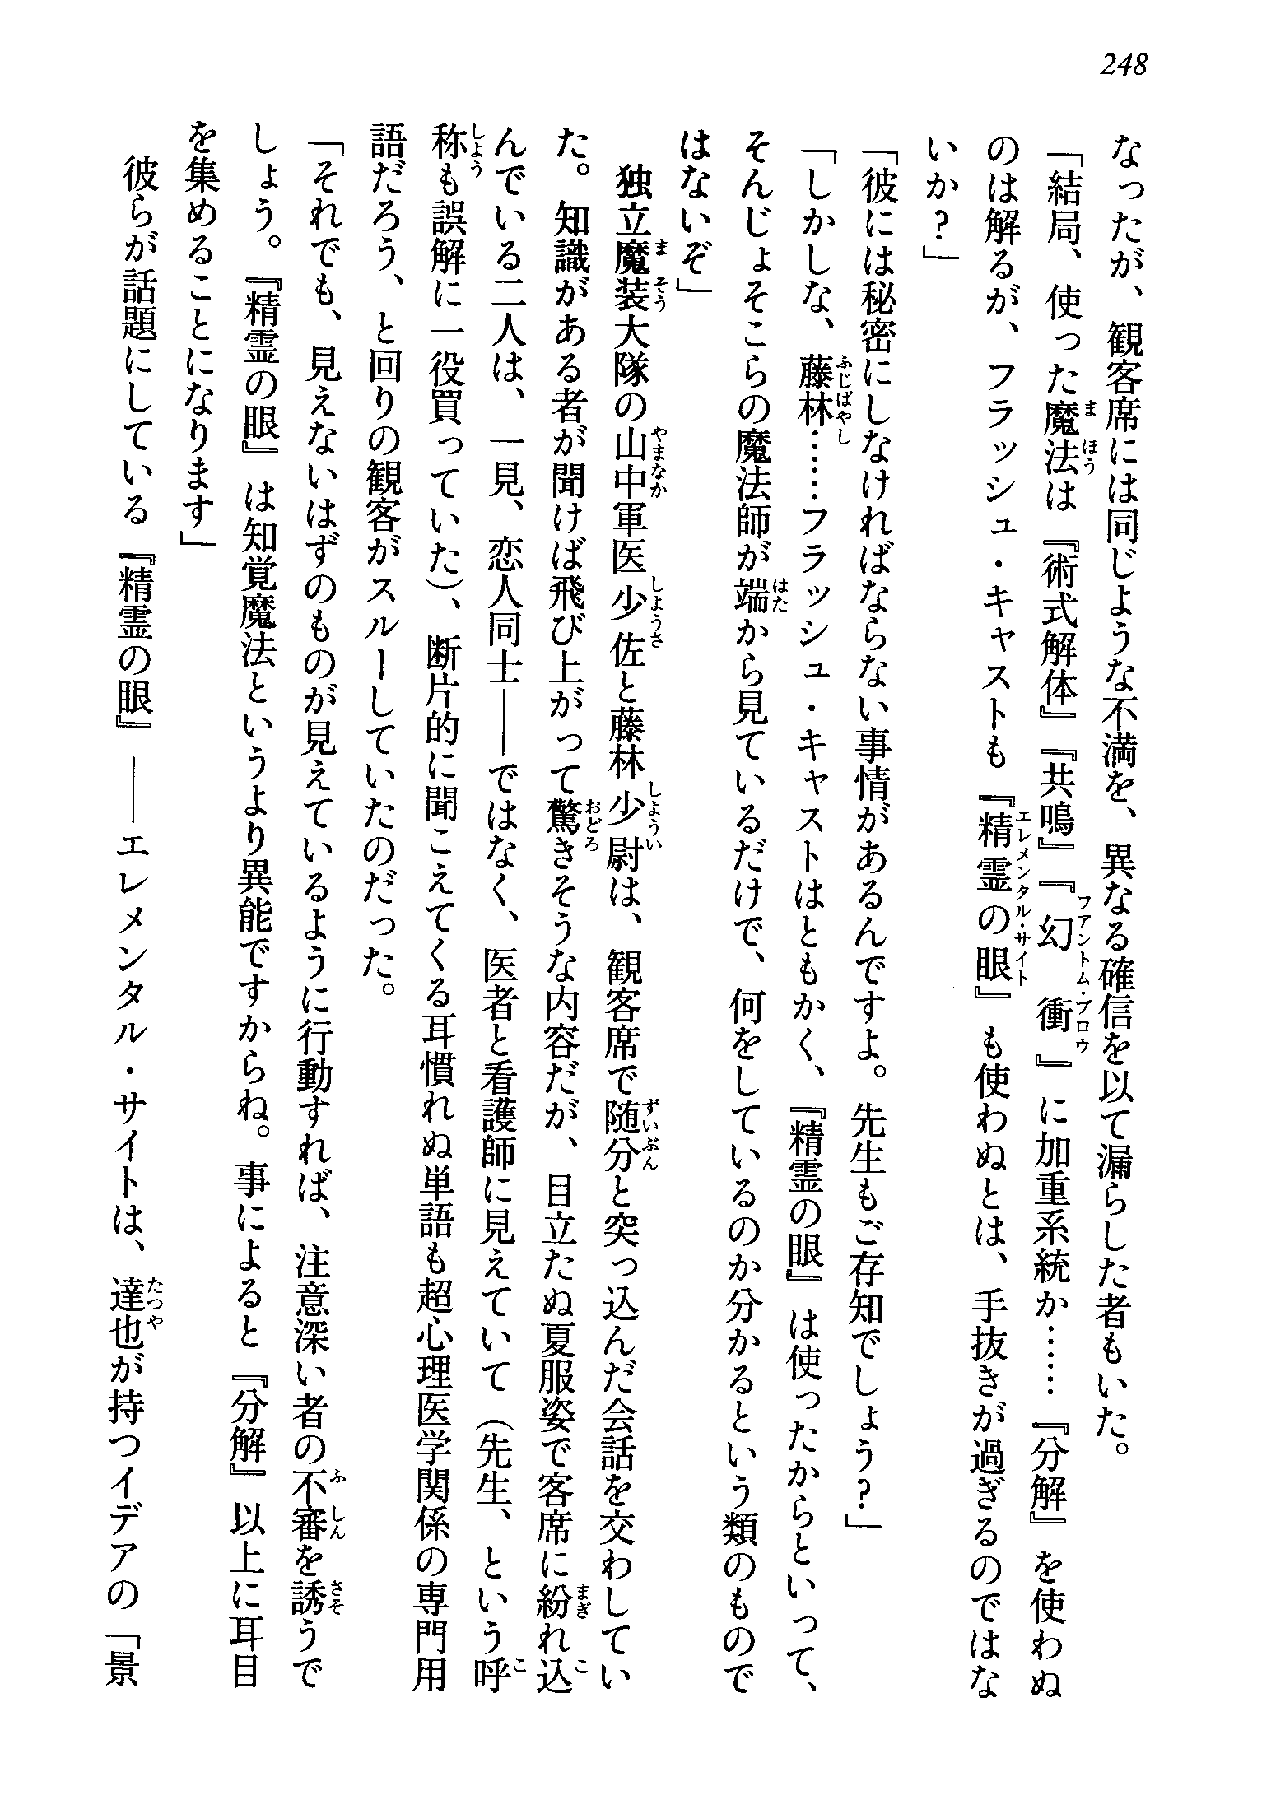 248
なったが、観客席には同じような不満を、異なる確信を以て漏らした者もいた。
「結局、使った魔法は『術式解体』『共鳴』『幻衝』に加重系統か……『分解』を使わぬ
のは解るが、フラッシュ・キャストも『精霊の眼』も使わぬとは、手抜きが過ぎるのではな
いか？」
「彼には秘密にしなければならない事情があるんですよ。先生もご存知でしょう？」
「しかしな、藤林……フラッシュ・キャストはともかく、『精霊の眼』は使ったからといって、
そんじょそこらの魔法師が端から見ているだけで、何をしているのか分かるという類のもので
はないぞ」
　独立魔装大隊の山中軍医少佐と藤林少尉は、観客席で随分と突っ込んだ会話を交わしてい
た。知識がある者が聞けば飛び上がって驚きそうな内容だが、目立たぬ夏服姿で客席に紛れ込
んでいる二人は、一見、恋人同士――ではなく、医者と看護師に見えていて（先生、という呼
称も誤解に一役買っていた）、断片的に聞こえてくる耳慣れぬ単語も超心理医学関係の専門用
語だろう、と回りの観客がスルーしていたのだった。
「それでも、見えないはずのものが見えているように行動すれば、注意深い者の不審を誘うで
しょう。『精霊の眼』は知覚魔法というより異能ですからね。事によると『分解』以上に耳目
を集めることになります」
　彼らが話題にしている『精霊の眼』――エレメンタル・サイトは、達也が持つイデアの「景